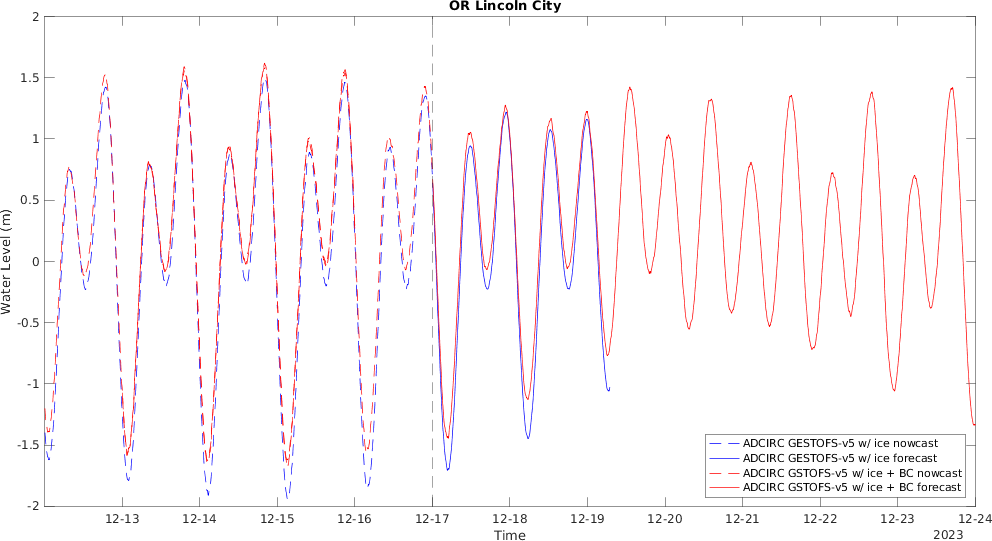 OR Lincoln City
Water Level (m)
2
1.5
1
0.5
0
-0.5
-1
-1.5
-2
ADCIRC GESTOFS-v5 w/ ice nowcast
ADCIRC GESTOFS-v5 w/ ice forecast
ADCIRC GSTOFS-v5 w/ ice + BC nowcast
ADCIRC GSTOFS-v5 w/ ice + BC forecast
12-13 12-14 12-15 12-16 12-17 12-18 12-19 12-20 12-21 12-22 12-23 12-24
Time
2023